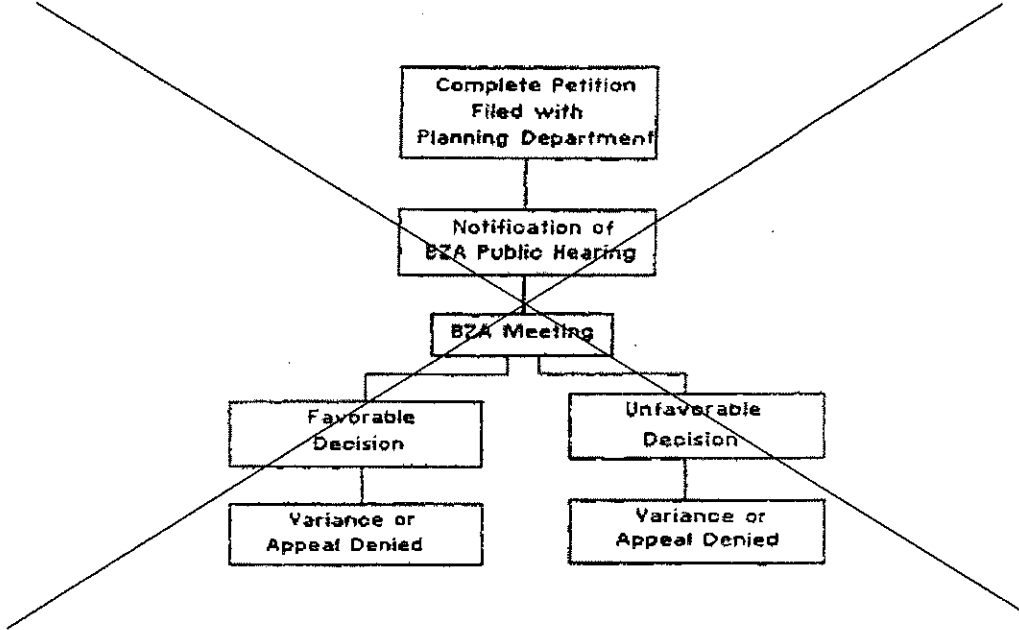 Complete Petition
Filed with
Planning Department
Notification of
BZA Public Hearing
BZA Meeting
Favorable
Decision
Unfavorable
Decision
Variance or
Appeal Denied
Variance or
Appeal Denied